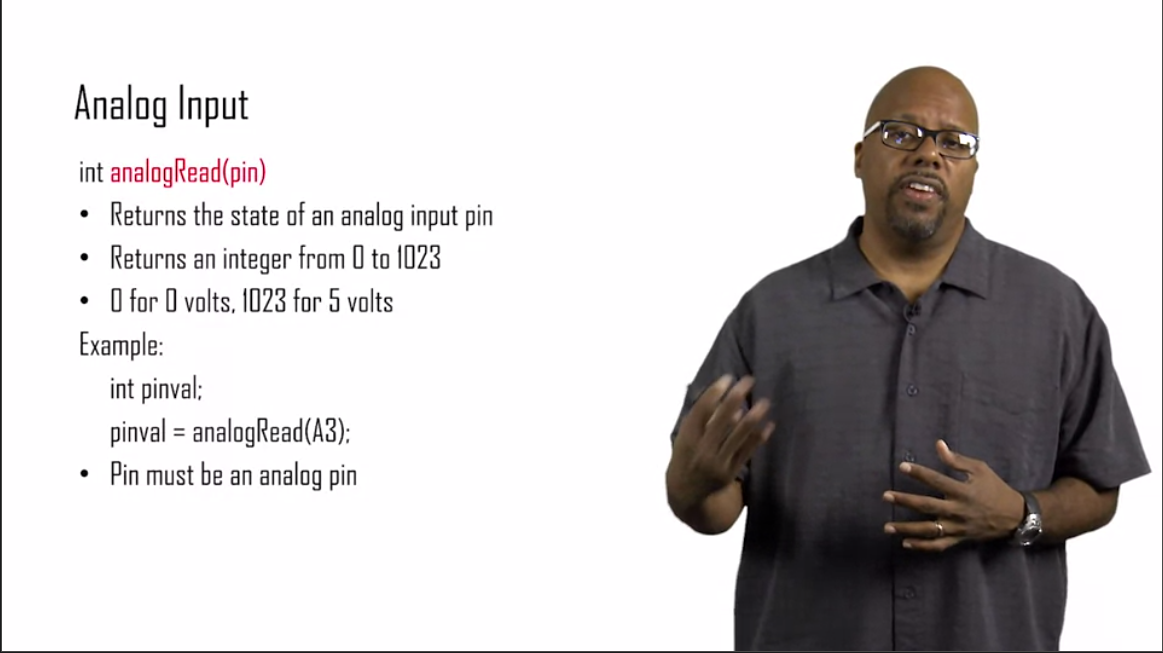 Analog Input
int analogRead(pin)
• Returns the state of an analog input pin
• Returns an integer from 0 to 1023
• 0 for 0 volts, 1023 for 5 volts
Example:
int pinval;
pinval = analogRead(A3);
• Pin must be an analog pin